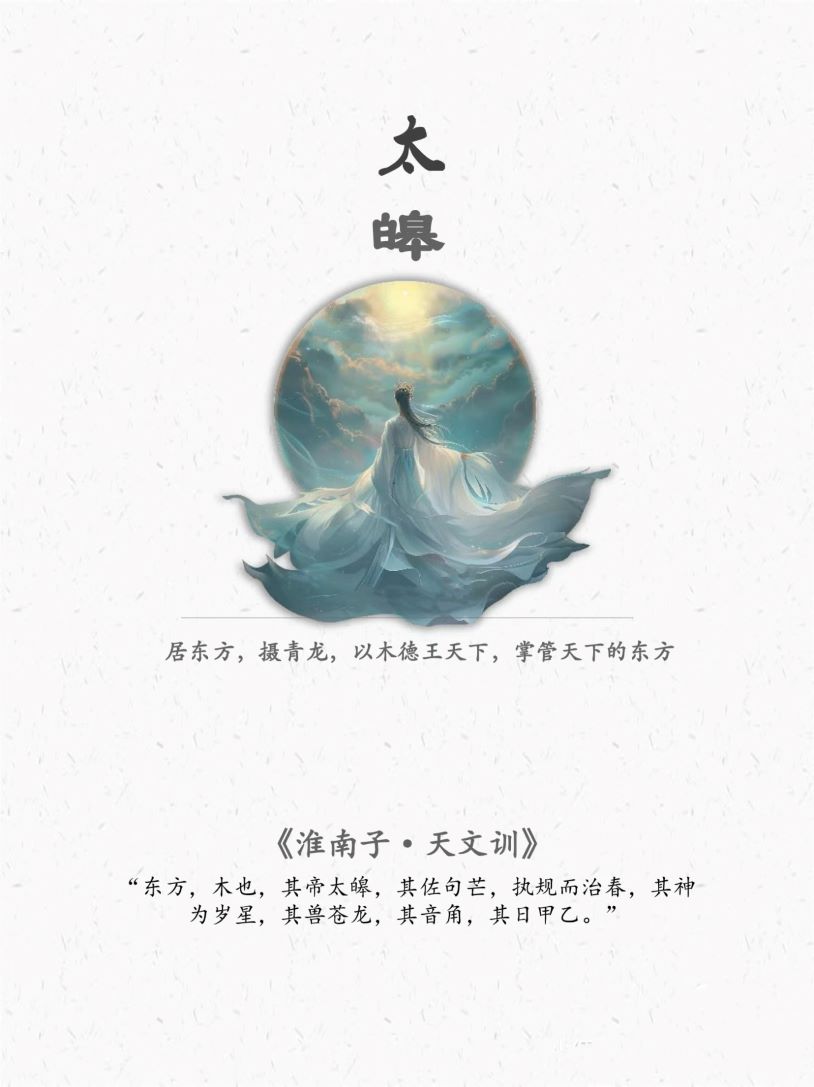 太
皞
居东方，摄青龙，以木德王天下，掌管天下的东方
《淮南子·天文训》
“东方，木也，其帝太皞，其佐句芒，执规而治春，其神
为岁星，其兽苍龙，其音角，其日甲乙。”